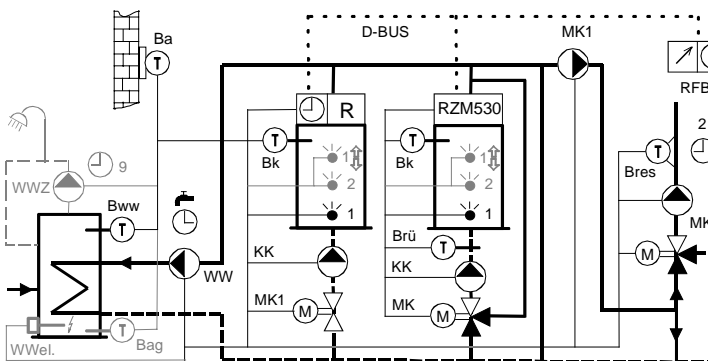 D-BUS
MK1
Ba
T
RFB
R
RZM530
2
9
T
Bk
1
T
Bk
1
T
Bres
WWZ
2
2
Bww
T
1
1
WW
KK
Brü
T
KK
MK
M
MK1
M
MK
M
WWel.
T
Bag